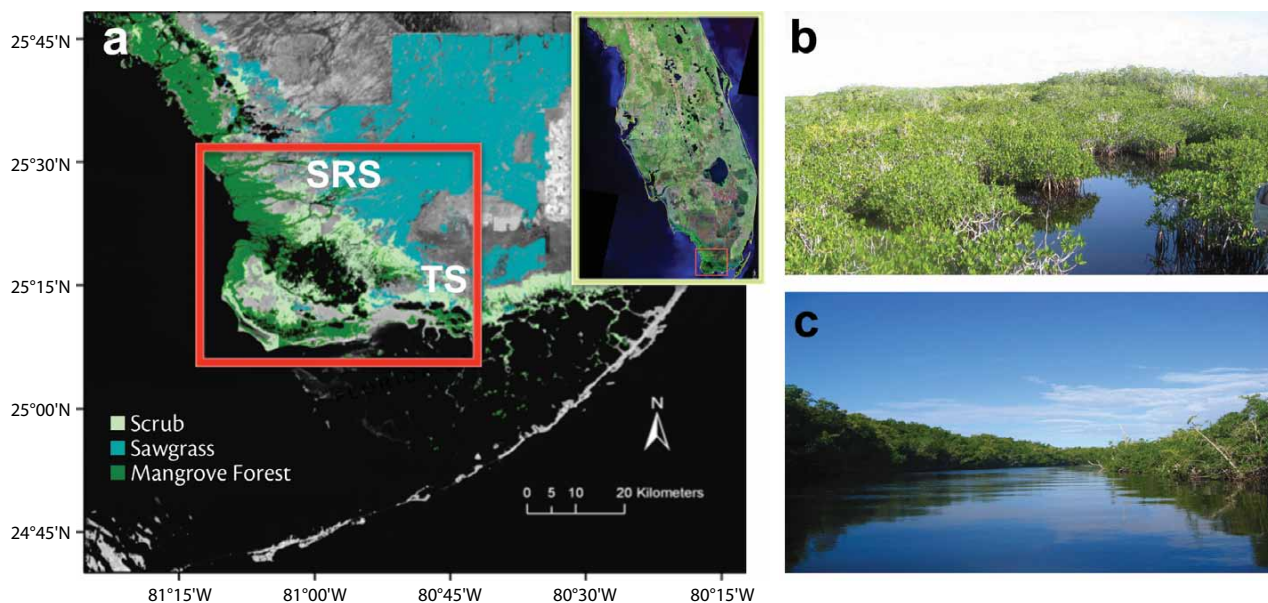 a
25°45'N
25°30'N
25°15'N
25°00'N
24°45'N
SRS
TS
Scrub
Sawgrass
Mangrove Forest
N
0 5 10 20 Kilometers
81°15'W 81°00'W 80°45'W 80°30'W 80°15'W
b
c